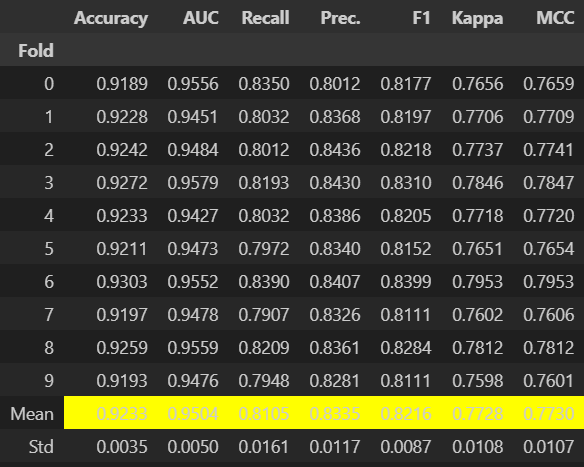 Accuracy AUC Recall Prec. F1 Kappa MCC
Fold
0 0.9189 0.9556 0.8350 0.8012 0.8177 0.7656 0.7659
1 0.9228 0.9451 0.8032 0.8368 0.8197 0.7706 0.7709
2 0.9242 0.9484 0.8012 0.8436 0.8218 0.7737 0.7741
3 0.9272 0.9579 0.8193 0.8430 0.8310 0.7846 0.7847
4 0.9233 0.9427 0.8032 0.8386 0.8205 0.7718 0.7720
5 0.9211 0.9473 0.7972 0.8340 0.8152 0.7651 0.7654
6 0.9303 0.9552 0.8390 0.8407 0.8399 0.7953 0.7953
7 0.9197 0.9478 0.7907 0.8326 0.8111 0.7602 0.7606
8 0.9259 0.9559 0.8209 0.8361 0.8284 0.7812 0.7812
9 0.9193 0.9476 0.7948 0.8281 0.8111 0.7598 0.7601
Mean 0.9233 0.9504 0.8105 0.8335 0.8216 0.7728 0.7730
Std 0.0035 0.0050 0.0161 0.0117 0.0087 0.0108 0.0107